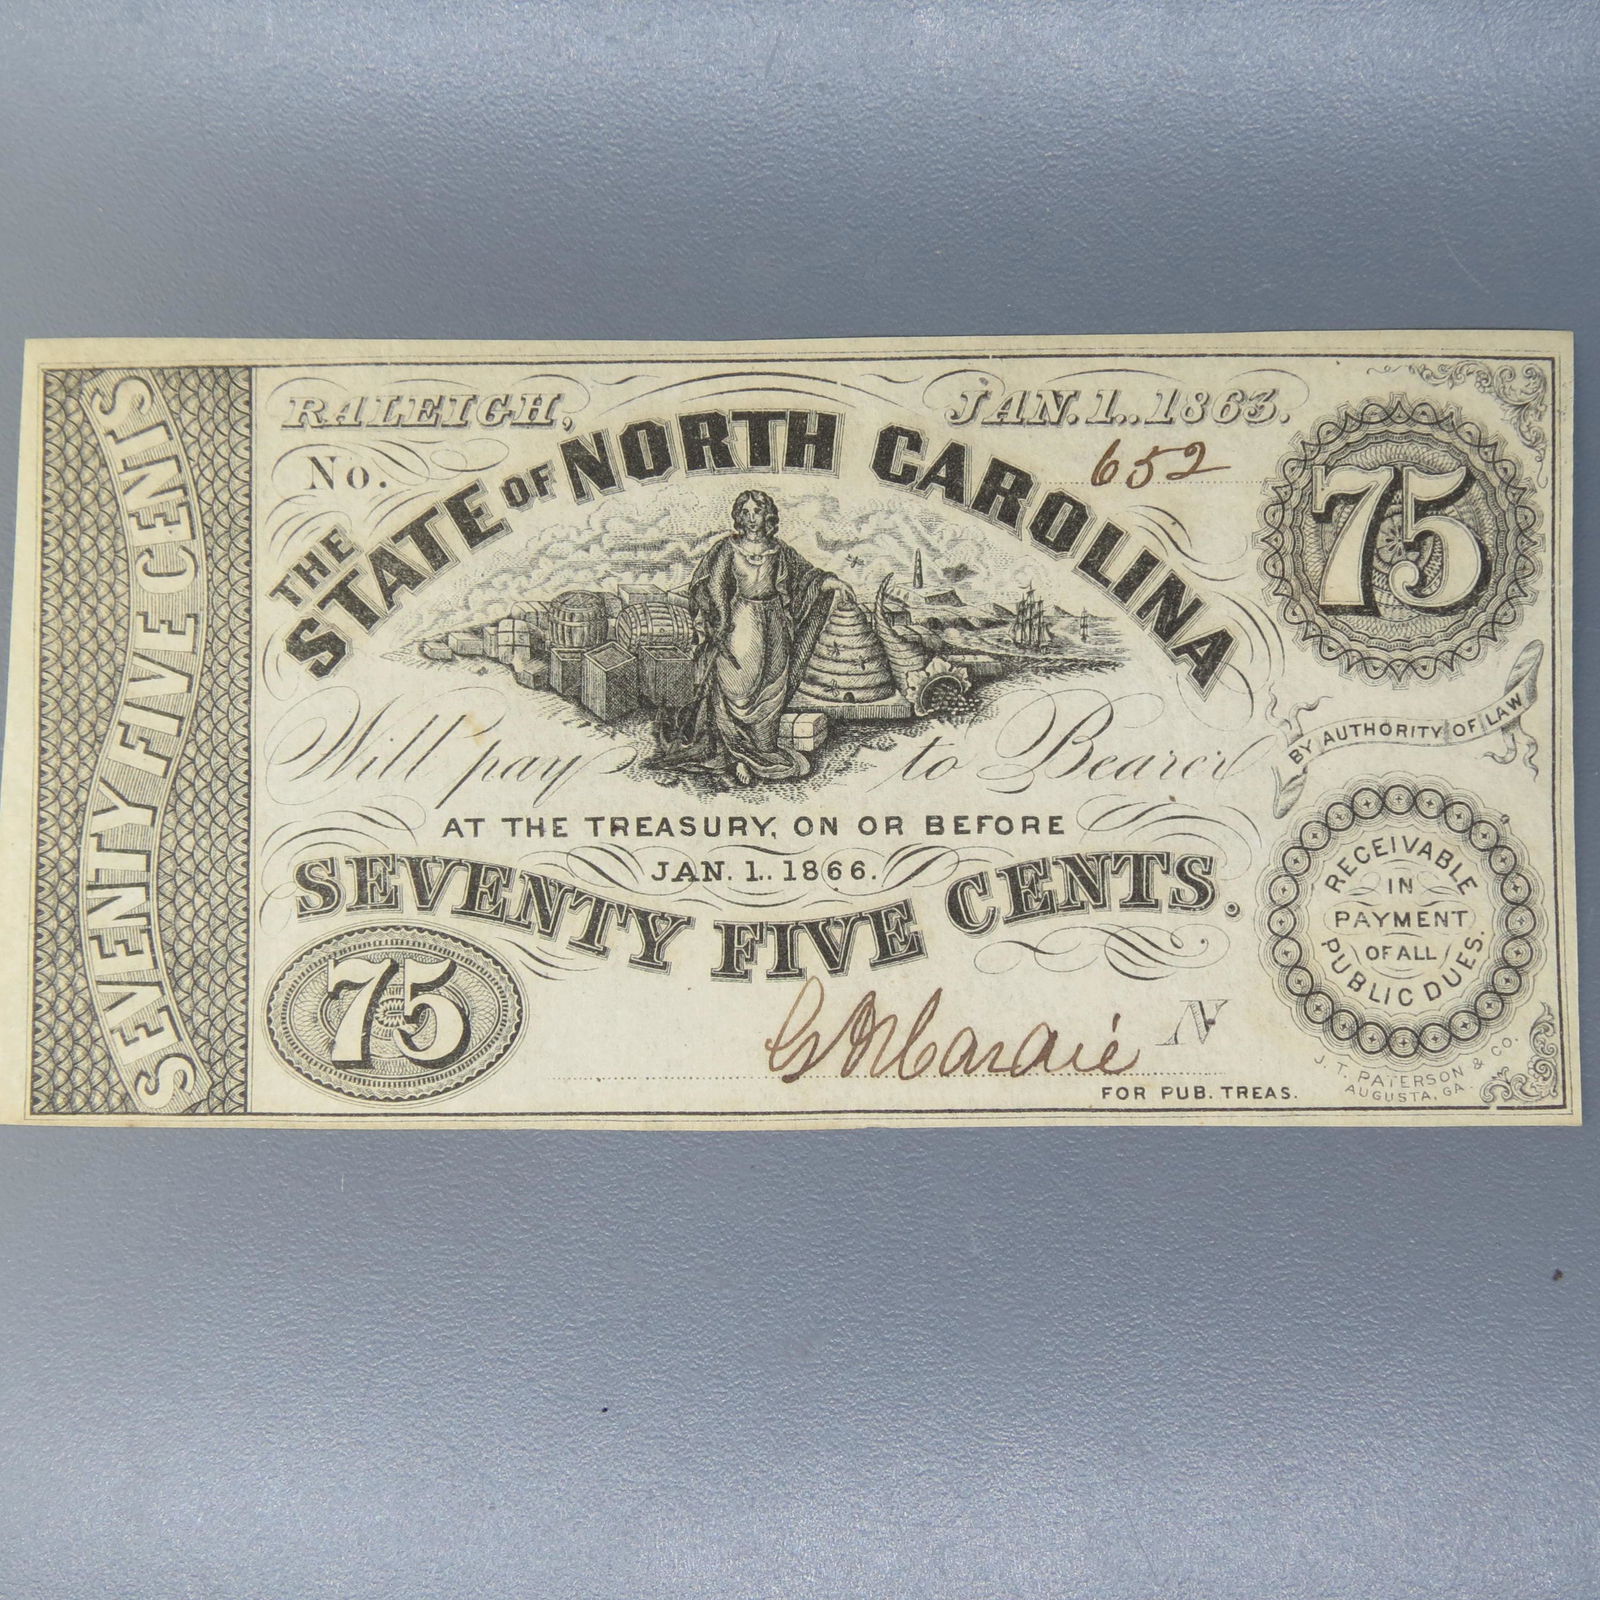 SEVENTY FIVE CENTS
RALEIGH, JAN. 1.. 1863.
No. 652
THE
STATE OF NORTH CAROLINA
75
Will pay to Bearer
BY AUTHORITY OF LAW
AT THE TREASURY, ON OR BEFORE
JAN. 1.. 1866.
SEVENTY FIVE CENTS.
RECEIVABLE
IN
PAYMENT
OF ALL
PUBLIC DUES.
75
N
FOR PUB. TREAS.
J. T. PATERSON & CO.
AUGUSTA, GA